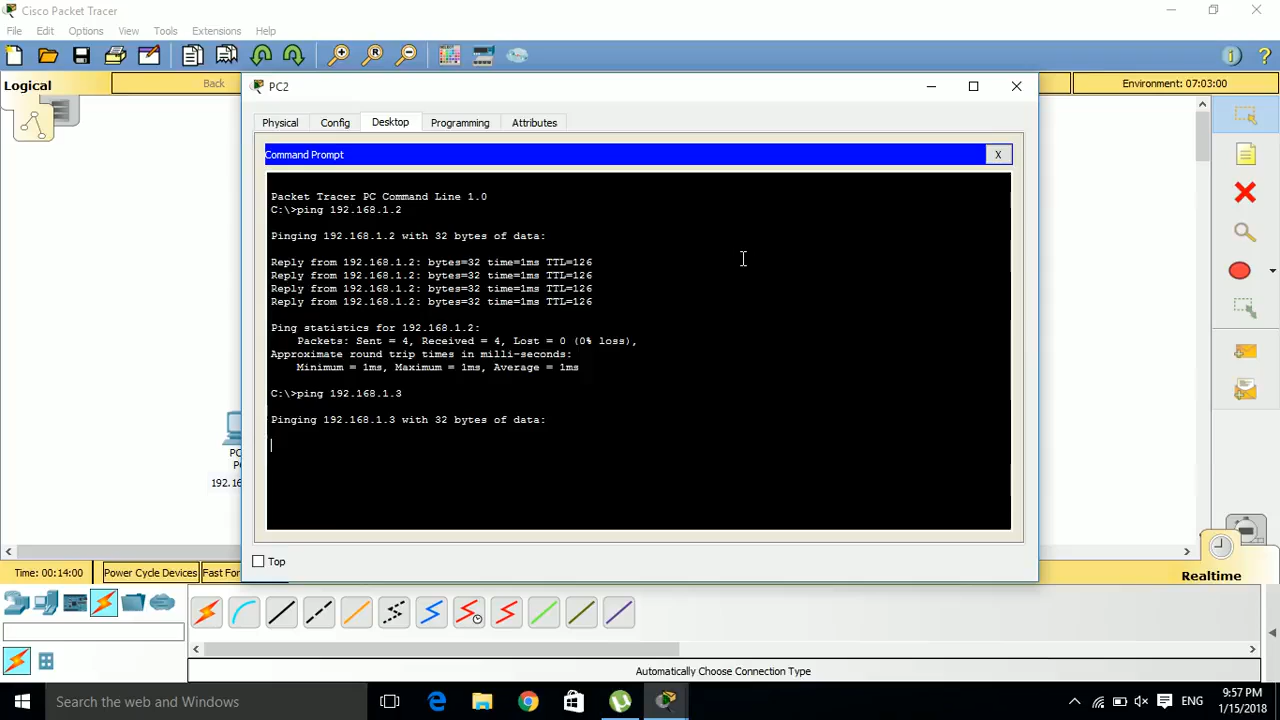 Cisco Packet Tracer
File Edit Options View Tools Extensions Help
Logical
Back
Environment: 07:03:00
PC2
Physical Config Desktop Programming Attributes
Command Prompt
X
Packet Tracer PC Command Line 1.0
C:\>ping 192.168.1.2
Pinging 192.168.1.2 with 32 bytes of data:
Reply from 192.168.1.2: bytes=32 time=1ms TTL=126
Reply from 192.168.1.2: bytes=32 time=1ms TTL=126
Reply from 192.168.1.2: bytes=32 time=1ms TTL=126
Reply from 192.168.1.2: bytes=32 time=1ms TTL=126
Ping statistics for 192.168.1.2:
Packets: Sent = 4, Received = 4, Lost = 0 (0% loss),
Approximate round trip times in milli-seconds:
Minimum = 1ms, Maximum = 1ms, Average = 1ms
C:\>ping 192.168.1.3
Pinging 192.168.1.3 with 32 bytes of data:
PC
P
192.16
Top
Time: 00:14:00 Power Cycle Devices Fast For
Realtime
Automatically Choose Connection Type
Search the web and Windows
ENG
9:57 PM
1/15/2018